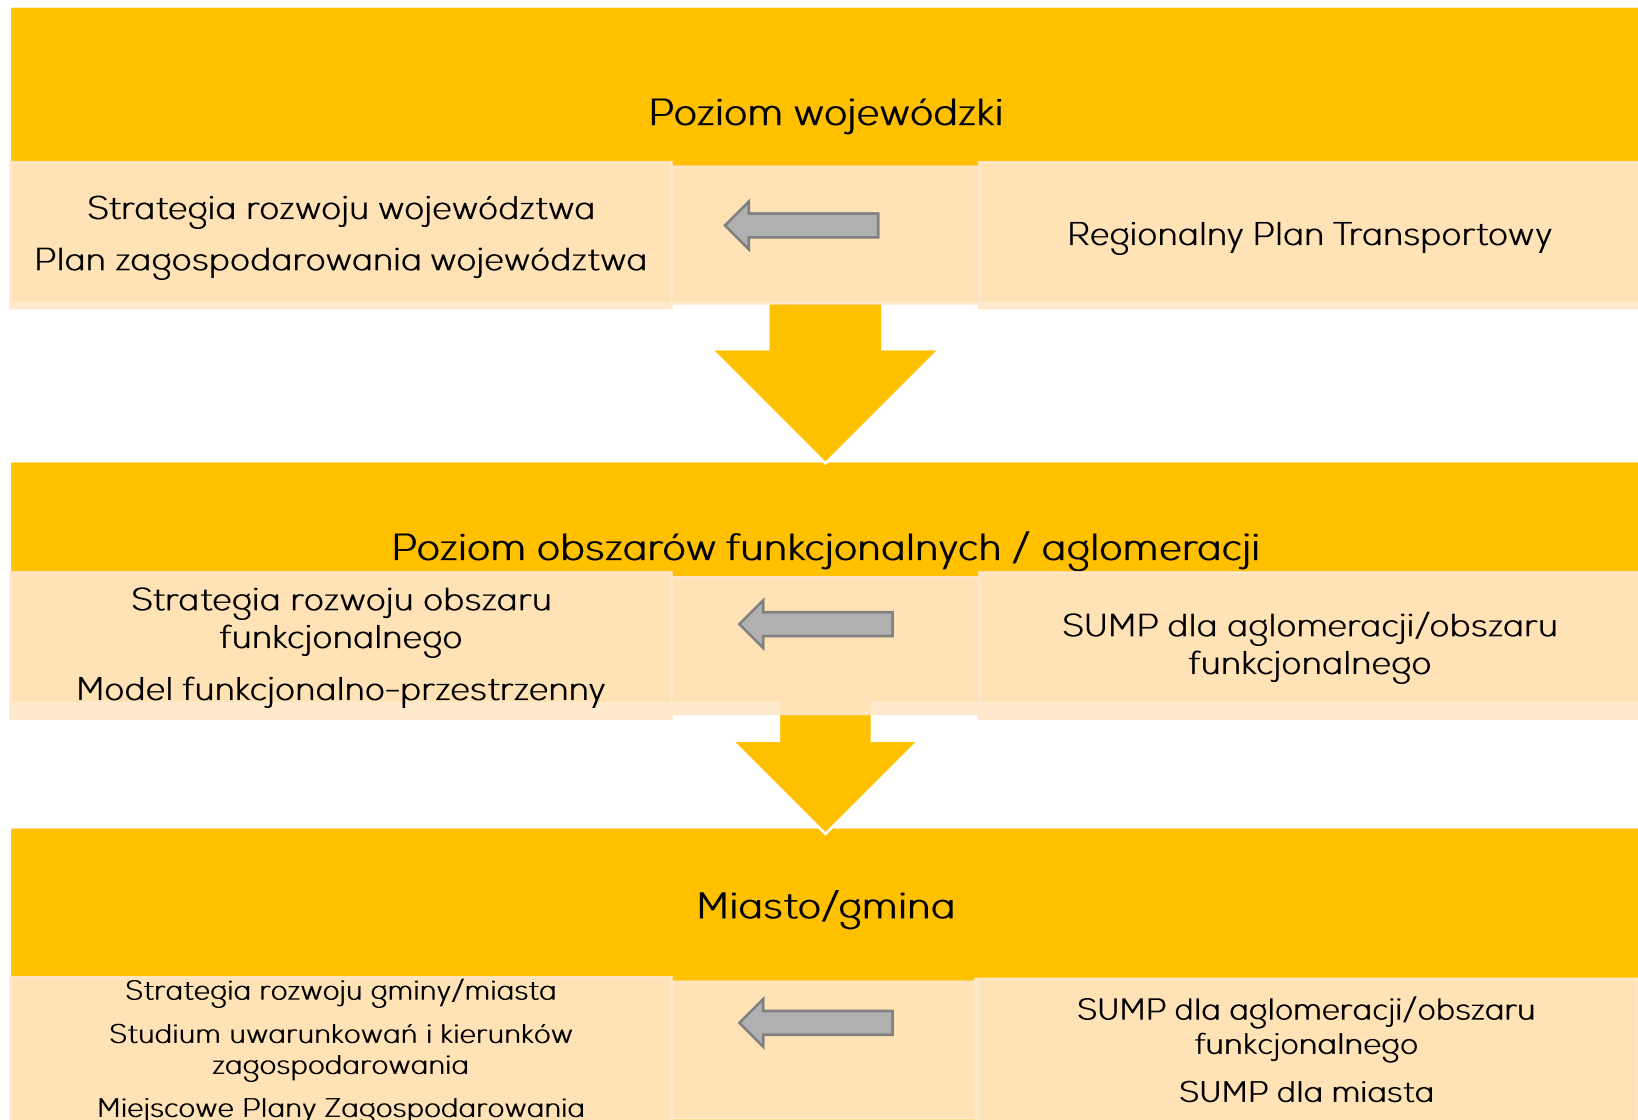 Poziom wojewódzki
Strategia rozwoju województwa
Plan zagospodarowania województwa
Regionalny Plan Transportowy
Poziom obszarów funkcjonalnych / aglomeracji
Strategia rozwoju obszaru
funkcjonalnego
Model funkcjonalno-przestrzenny
SUMP dla aglomeracji/obszaru
funkcjonalnego
Miasto/gmina
Strategia rozwoju gminy/miasta
Studium uwarunkowań i kierunków
zagospodarowania
Miejscowe Plany Zagospodarowania
SUMP dla aglomeracji/obszaru
funkcjonalnego
SUMP dla miasta